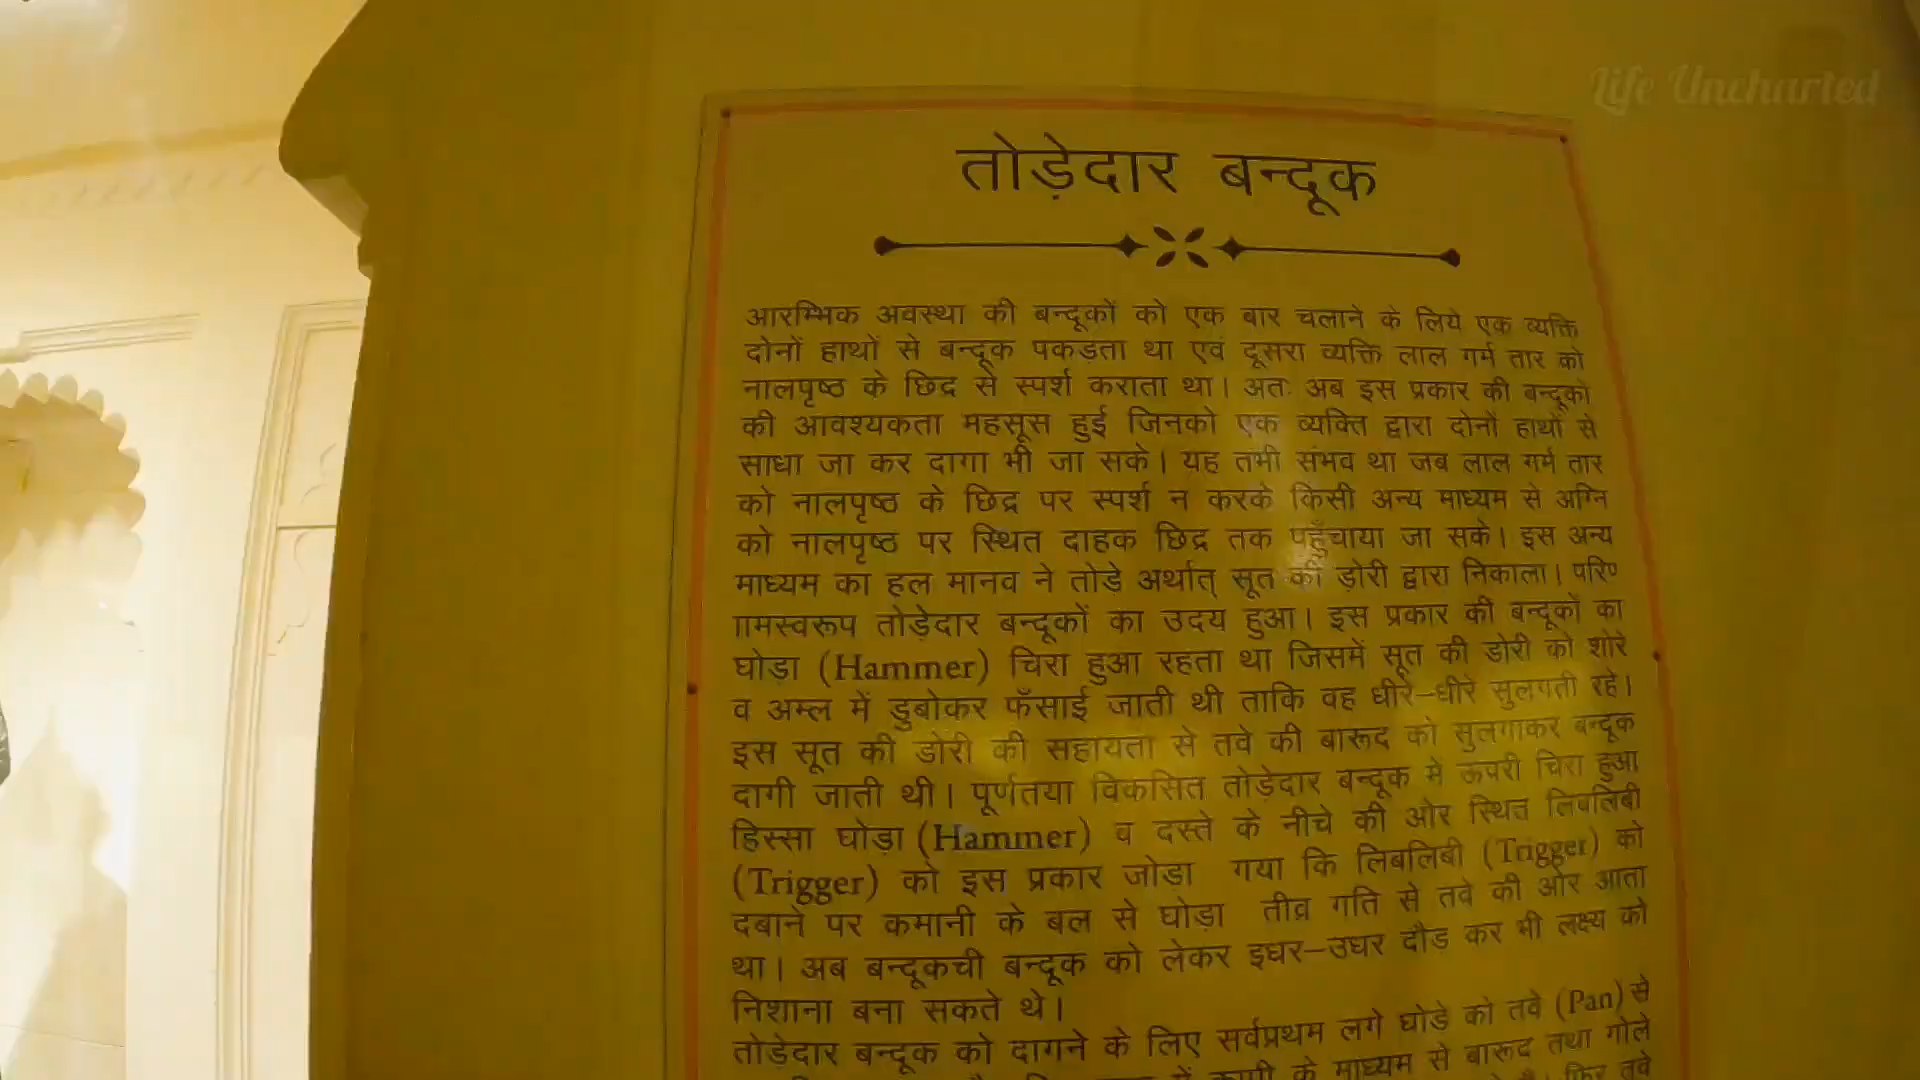 Life Uncharted
तोड़ेदार बन्दूक
आरम्भिक अवस्था की बन्दूकों को एक बार चलाने के लिये एक व्यक्ति
दोनों हाथों से बन्दूक पकड़ता था एवं दूसरा व्यक्ति लाल गर्म तार को
नालपृष्ठ के छिद्र से स्पर्श कराता था। अतः अब इस प्रकार की बन्दूको
की आवश्यकता महसूस हुई जिनको एक व्यक्ति द्वारा दोनों हाथों से
साधा जा कर दागा भी जा सके। यह तभी संभव था जब लाल गर्म तार
को नालपृष्ठ के छिद्र पर स्पर्श न करके किसी अन्य माध्यम से अग्नि
को नालपृष्ठ पर स्थित दाहक छिद्र तक पहुँचाया जा सके। इस अन्य
माध्यम का हल मानव ने तोडे अर्थात् सूत की ड़ोरी द्वारा निकाला। परिण
ामस्वरूप तोड़ेदार बन्दूकों का उदय हुआ। इस प्रकार की बन्दूकों का
घोड़ा (Hammer) चिरा हुआ रहता था जिसमें सूत की डोरी को शोरे
व अम्ल में डुबोकर फँसाई जाती थी ताकि वह धीरे-धीरे सुलगती रहे।
इस सूत की डोरी की सहायता से तवे की बारूद को सुलगाकर बन्दूक
दागी जाती थी। पूर्णतया विकसित तोड़ेदार बन्दूक में ऊपरी चिरा हुआ
हिस्सा घोड़ा (Hammer) व दस्ते के नीचे की ओर स्थित लिबलिबी
(Trigger) को इस प्रकार जोडा गया कि लिबलिबी (Trigger) को
दबाने पर कमानी के बल से घोड़ा तीव्र गति से तवे की ओर आता
था। अब बन्दूकची बन्दूक को लेकर इधर-उधर दौड कर भी लक्ष्य को
निशाना बना सकते थे।
तोडेदार बन्दूक को दागने के लिए सर्वप्रथम लगे घोडे को तवे (Pan) से
के माध्यम से बारूद तथा गोले
फिर तवे